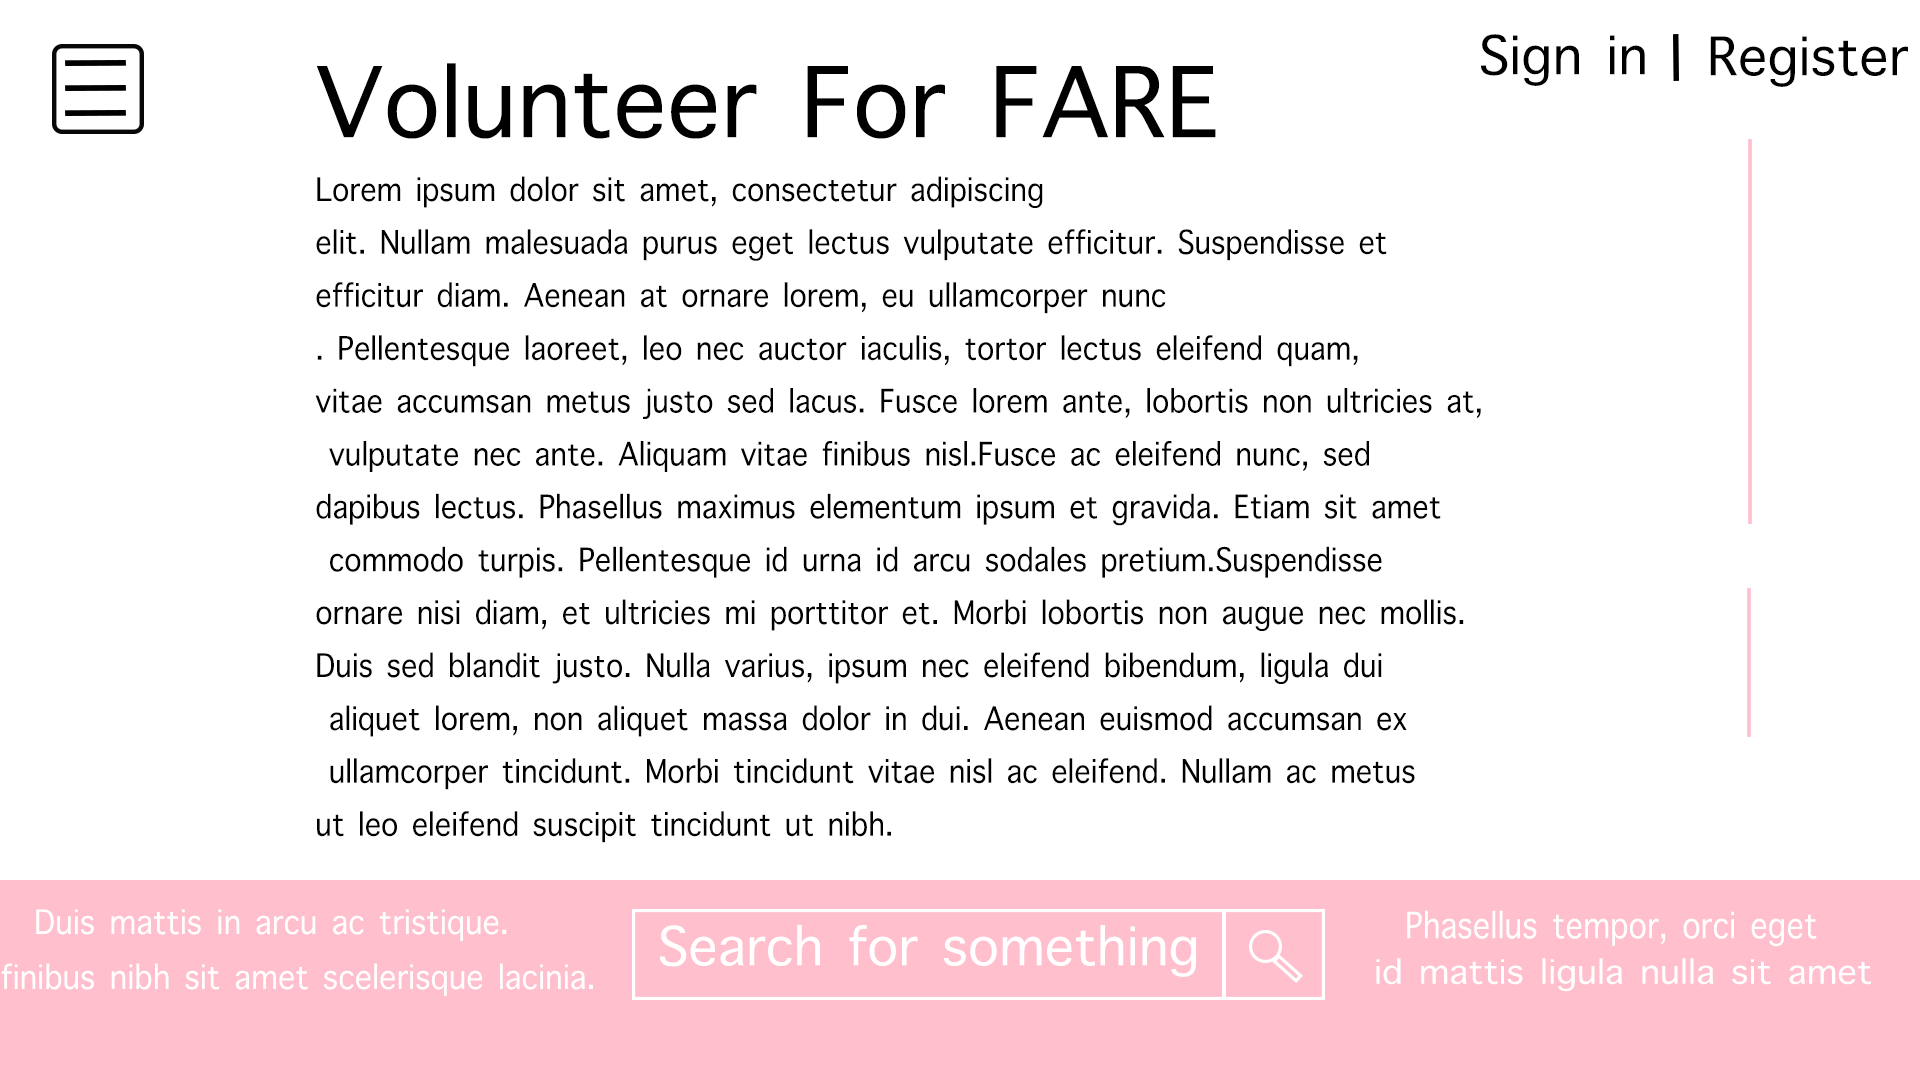 Sign in | Register
Volunteer For FARE
Lorem ipsum dolor sit amet, consectetur adipiscing
elit. Nullam malesuada purus eget lectus vulputate efficitur. Suspendisse et
efficitur diam. Aenean at ornare lorem, eu ullamcorper nunc
. Pellentesque laoreet, leo nec auctor iaculis, tortor lectus eleifend quam,
vitae accumsan metus justo sed lacus. Fusce lorem ante, lobortis non ultricies at,
vulputate nec ante. Aliquam vitae finibus nisl.Fusce ac eleifend nunc, sed
dapibus lectus. Phasellus maximus elementum ipsum et gravida. Etiam sit amet
commodo turpis. Pellentesque id urna id arcu sodales pretium.Suspendisse
ornare nisi diam, et ultricies mi porttitor et. Morbi lobortis non augue nec mollis.
Duis sed blandit justo. Nulla varius, ipsum nec eleifend bibendum, ligula dui
aliquet lorem, non aliquet massa dolor in dui. Aenean euismod accumsan ex
ullamcorper tincidunt. Morbi tincidunt vitae nisl ac eleifend. Nullam ac metus
ut leo eleifend suscipit tincidunt ut nibh.
Duis mattis in arcu ac tristique.
finibus nibh sit amet scelerisque lacinia.
Search for something
Phasellus tempor, orci eget
id mattis ligula nulla sit amet